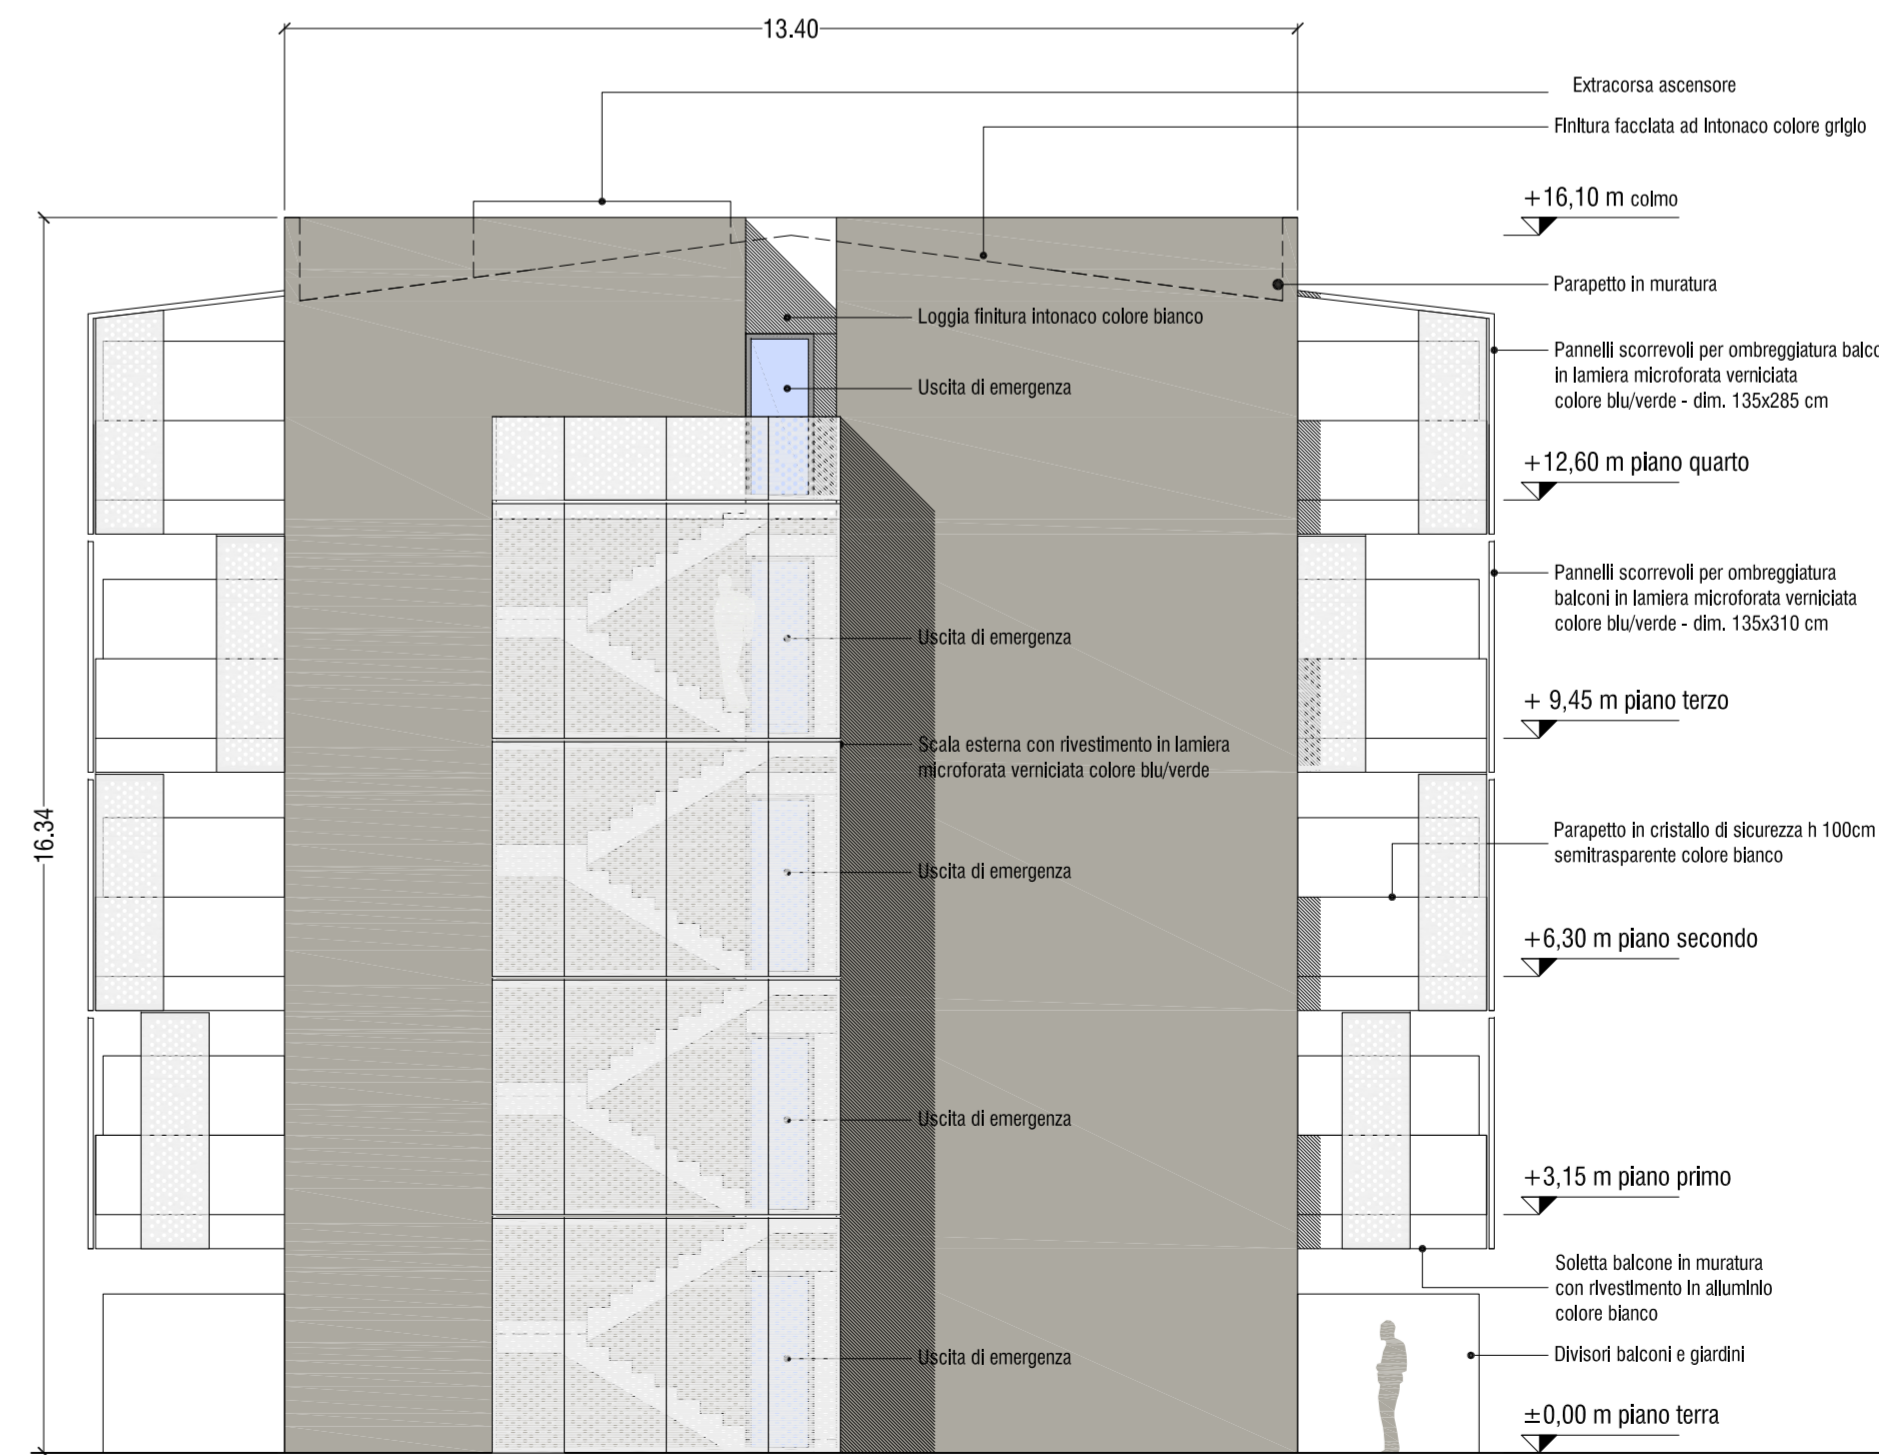 13.40
Extracorsa ascensore
Finitura facciata ad intonaco colore grigio
+16,10 m colmo
Parapetto in muratura
Loggia finitura intonaco colore bianco
Pannelli scorrevoli per ombreggiatura balco
in lamiera microforata verniciata
colore blu/verde - dim. 135x285 cm
Uscita di emergenza
+12,60 m piano quarto
Pannelli scorrevoli per ombreggiatura
balconi in lamiera microforata verniciata
colore blu/verde - dim. 135x310 cm
Uscita di emergenza
+ 9,45 m piano terzo
Scala esterna con rivestimento in lamiera
microforata verniciata colore blu/verde
16.34
Parapetto in cristallo di sicurezza h 100cm
semitrasparente colore bianco
Uscita di emergenza
+6,30 m piano secondo
Uscita di emergenza
+3,15 m piano primo
Soletta balcone in muratura
con rivestimento in alluminio
colore bianco
Uscita di emergenza
Divisori balconi e giardini
±0,00 m piano terra